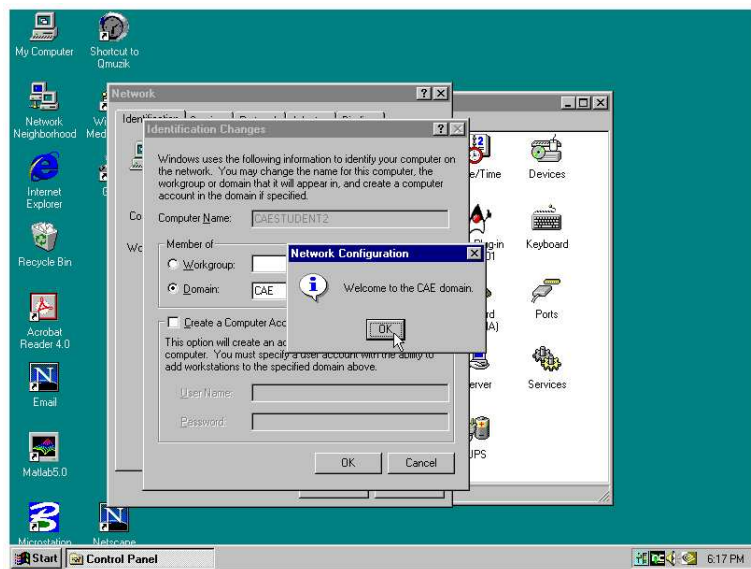 My Computer
Shortcut to
Qmuzik
Network
Neighborhood
Internet
Explorer
Recycle Bin
Acrobat
Reader 4.0
Email
Matlab5.0
Microstation
Netscape
Network
Identification Changes
Windows uses the following information to identify your computer on
the network. You may change the name for this computer, the
workgroup or domain that it will appear in, and create a computer
account in the domain if specified.
Computer Name: CAESTUDENT2
Member of
Workgroup:
Domain: CAE
Create a Computer Acc
This option will create an ac
computer. You must specify a user account with the ability to
add workstations to the specified domain above.
User Name:
Password:
OK Cancel
Network Configuration
Welcome to the CAE domain.
OK
e/Time
Devices
Keyboard
Ports
Services
UPS
Start
Control Panel
6:17 PM